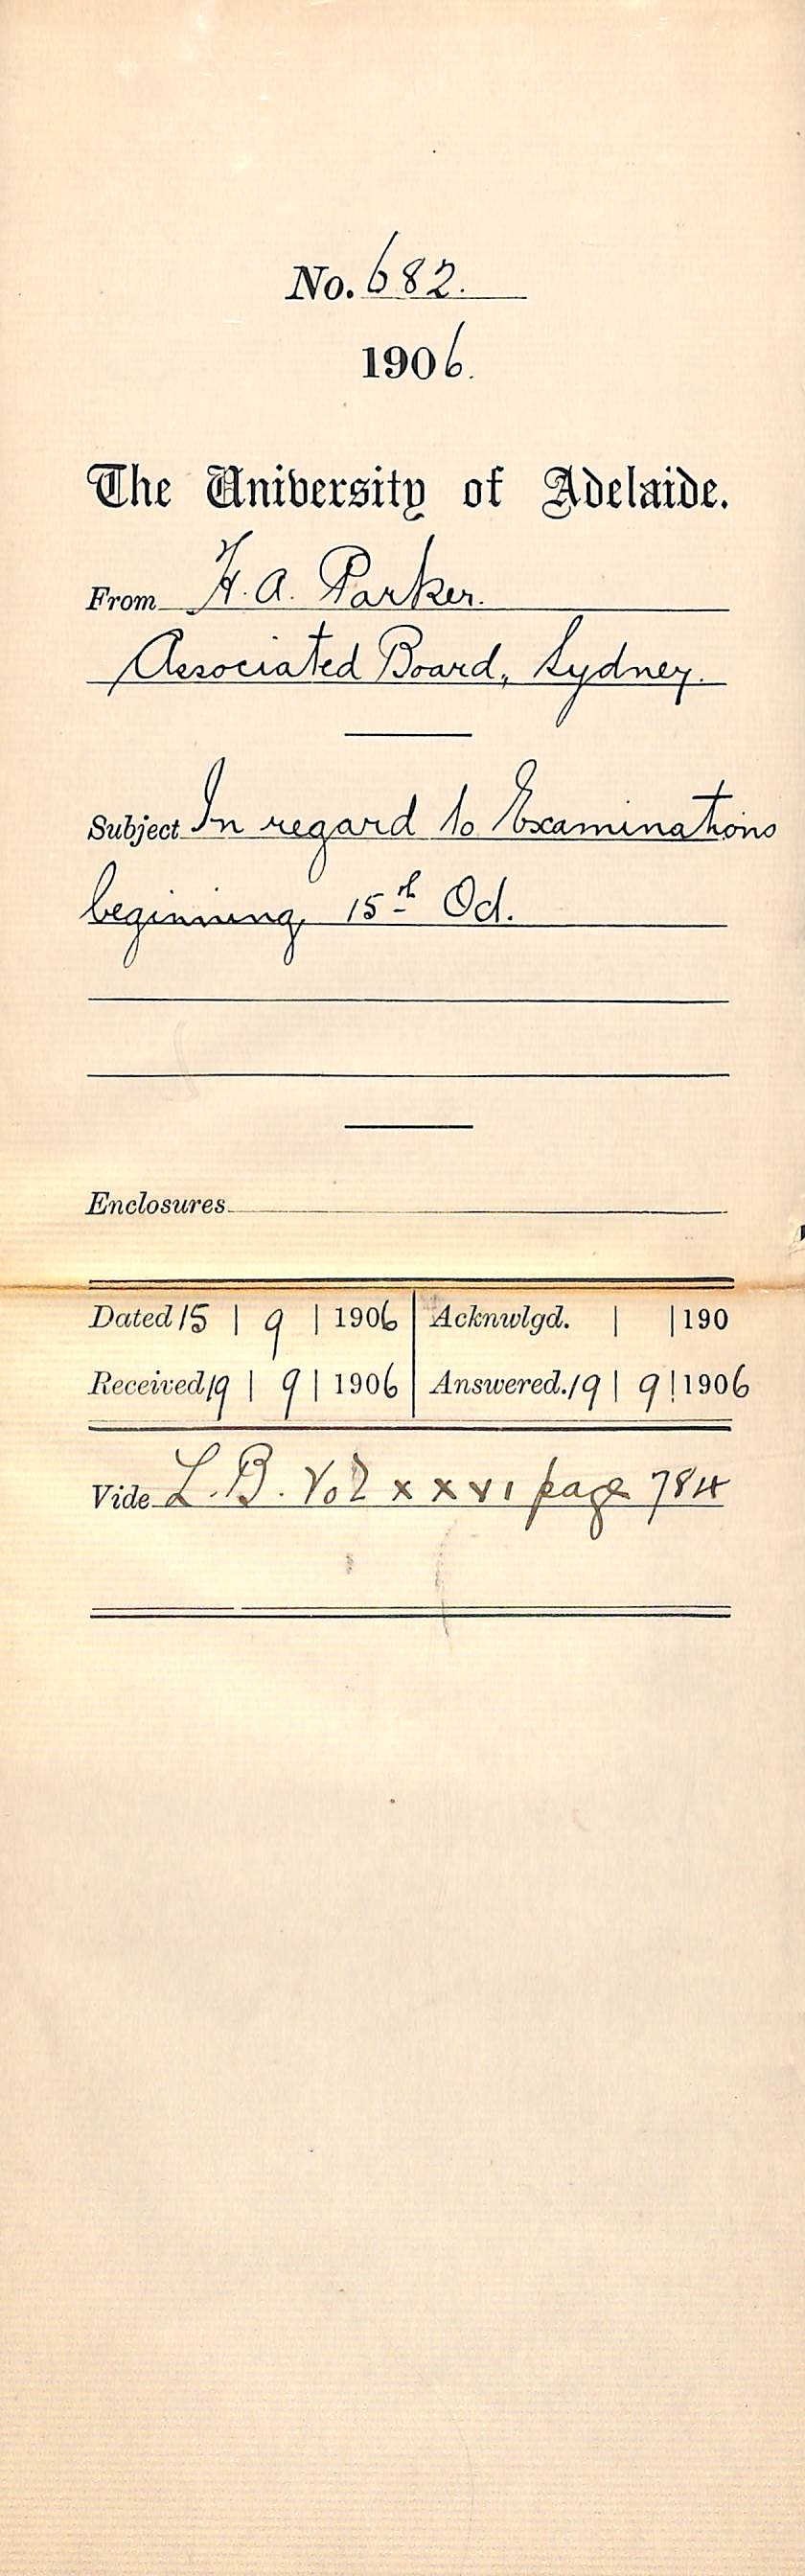 No. 682.
1906.
The University of Adelaide.
From H. A. Parker.
Associated Board, Sydney.
Subject In regard to Examinations
beginning 15th Oct.
Enclosures
Dated 15 | 9 | 1906 Acknwlgd. | | 190
Received 19 | 9 | 1906 Answered. 19 | 9 | 1906
Vide L.B. Vol xxvi page 784